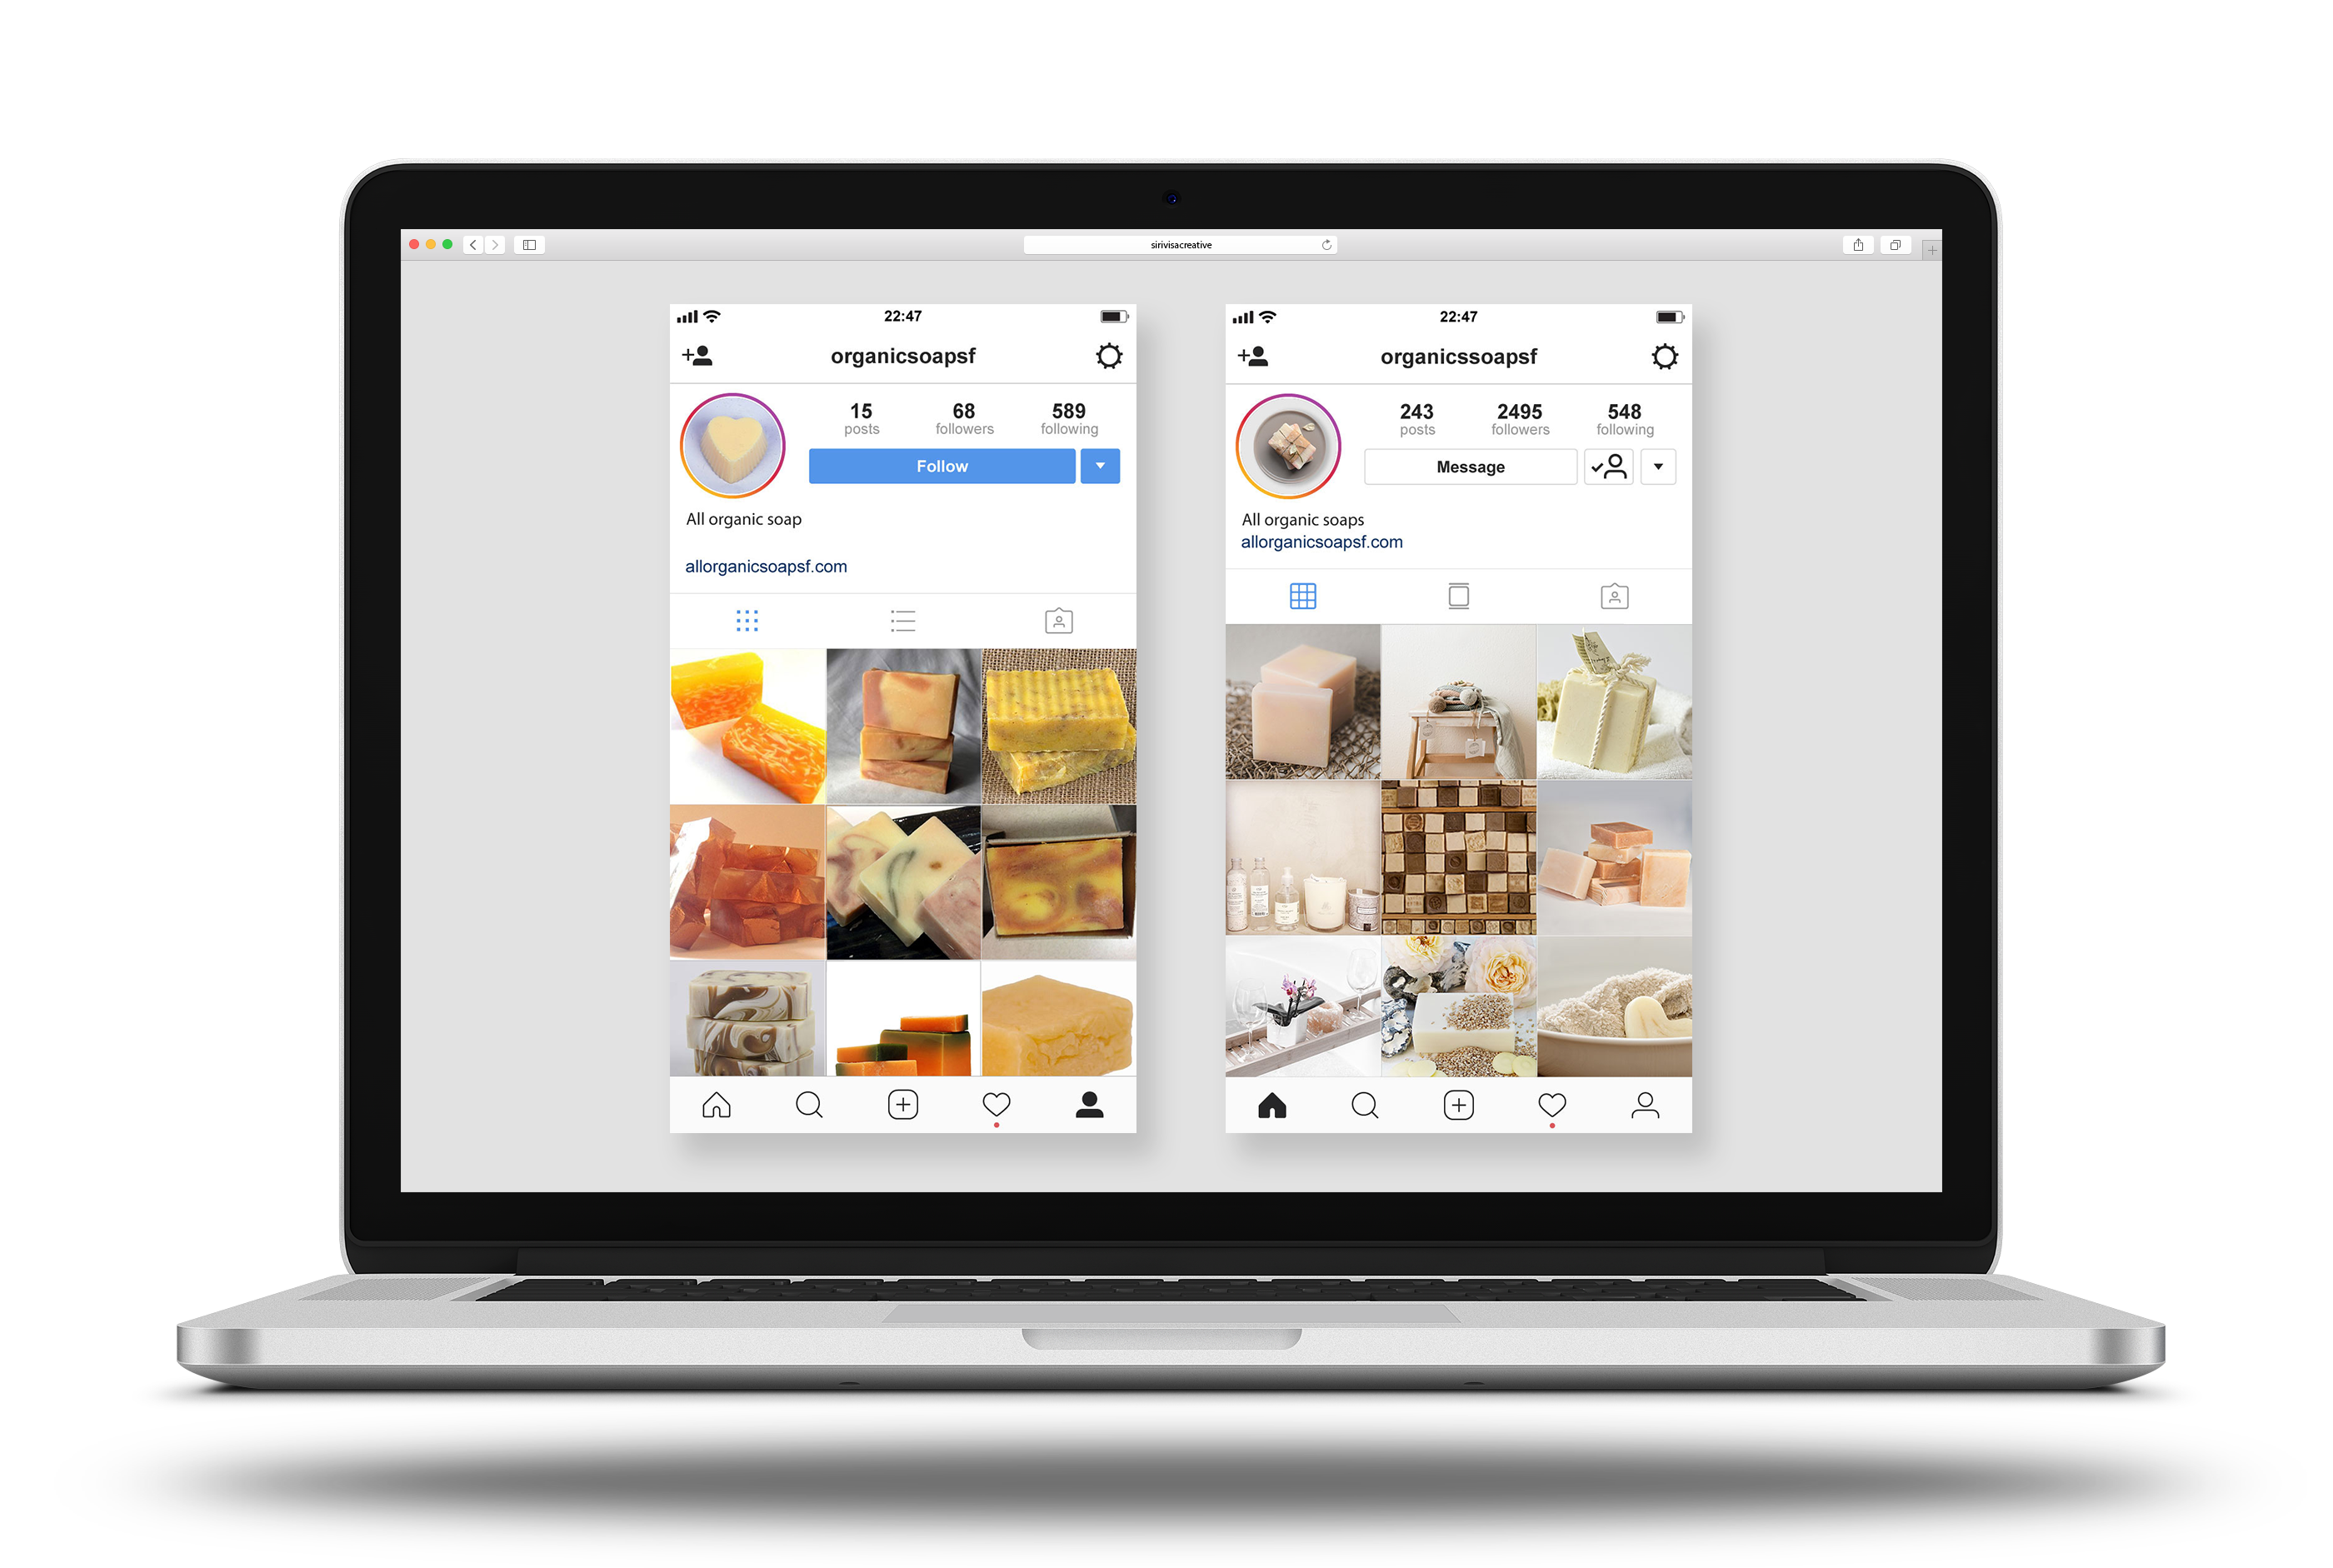 sirivisacreative
22:47
organicsoapsf
15 68 589
posts followers following
Follow
All organic soap
allorganicsoapsf.com
22:47
organicssoapsf
243 2495 548
posts followers following
Message
All organic soaps
allorganicsoapsf.com